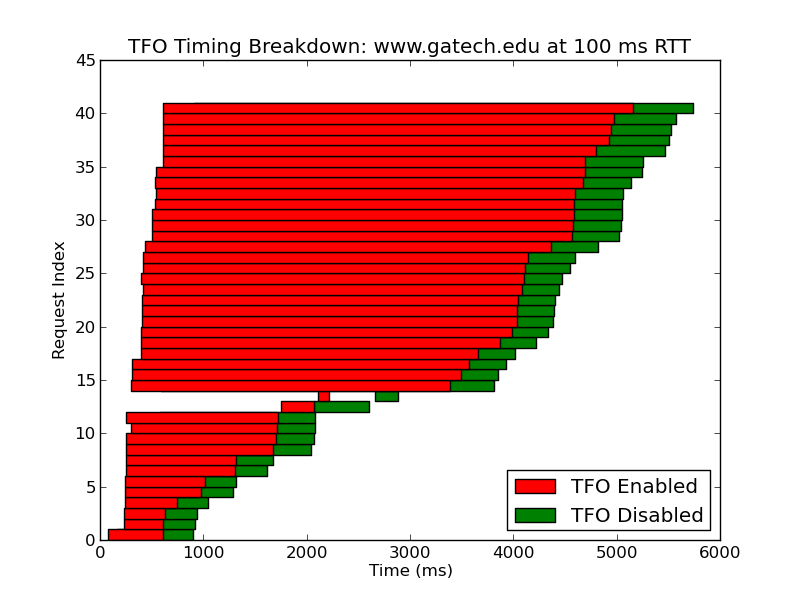 TFO Timing Breakdown: www.gatech.edu at 100 ms RTT
45
40
35
30
25
20
15
10
5
0
Request Index
TFO Enabled
TFO Disabled
0 1000 2000 3000 4000 5000 6000
Time (ms)